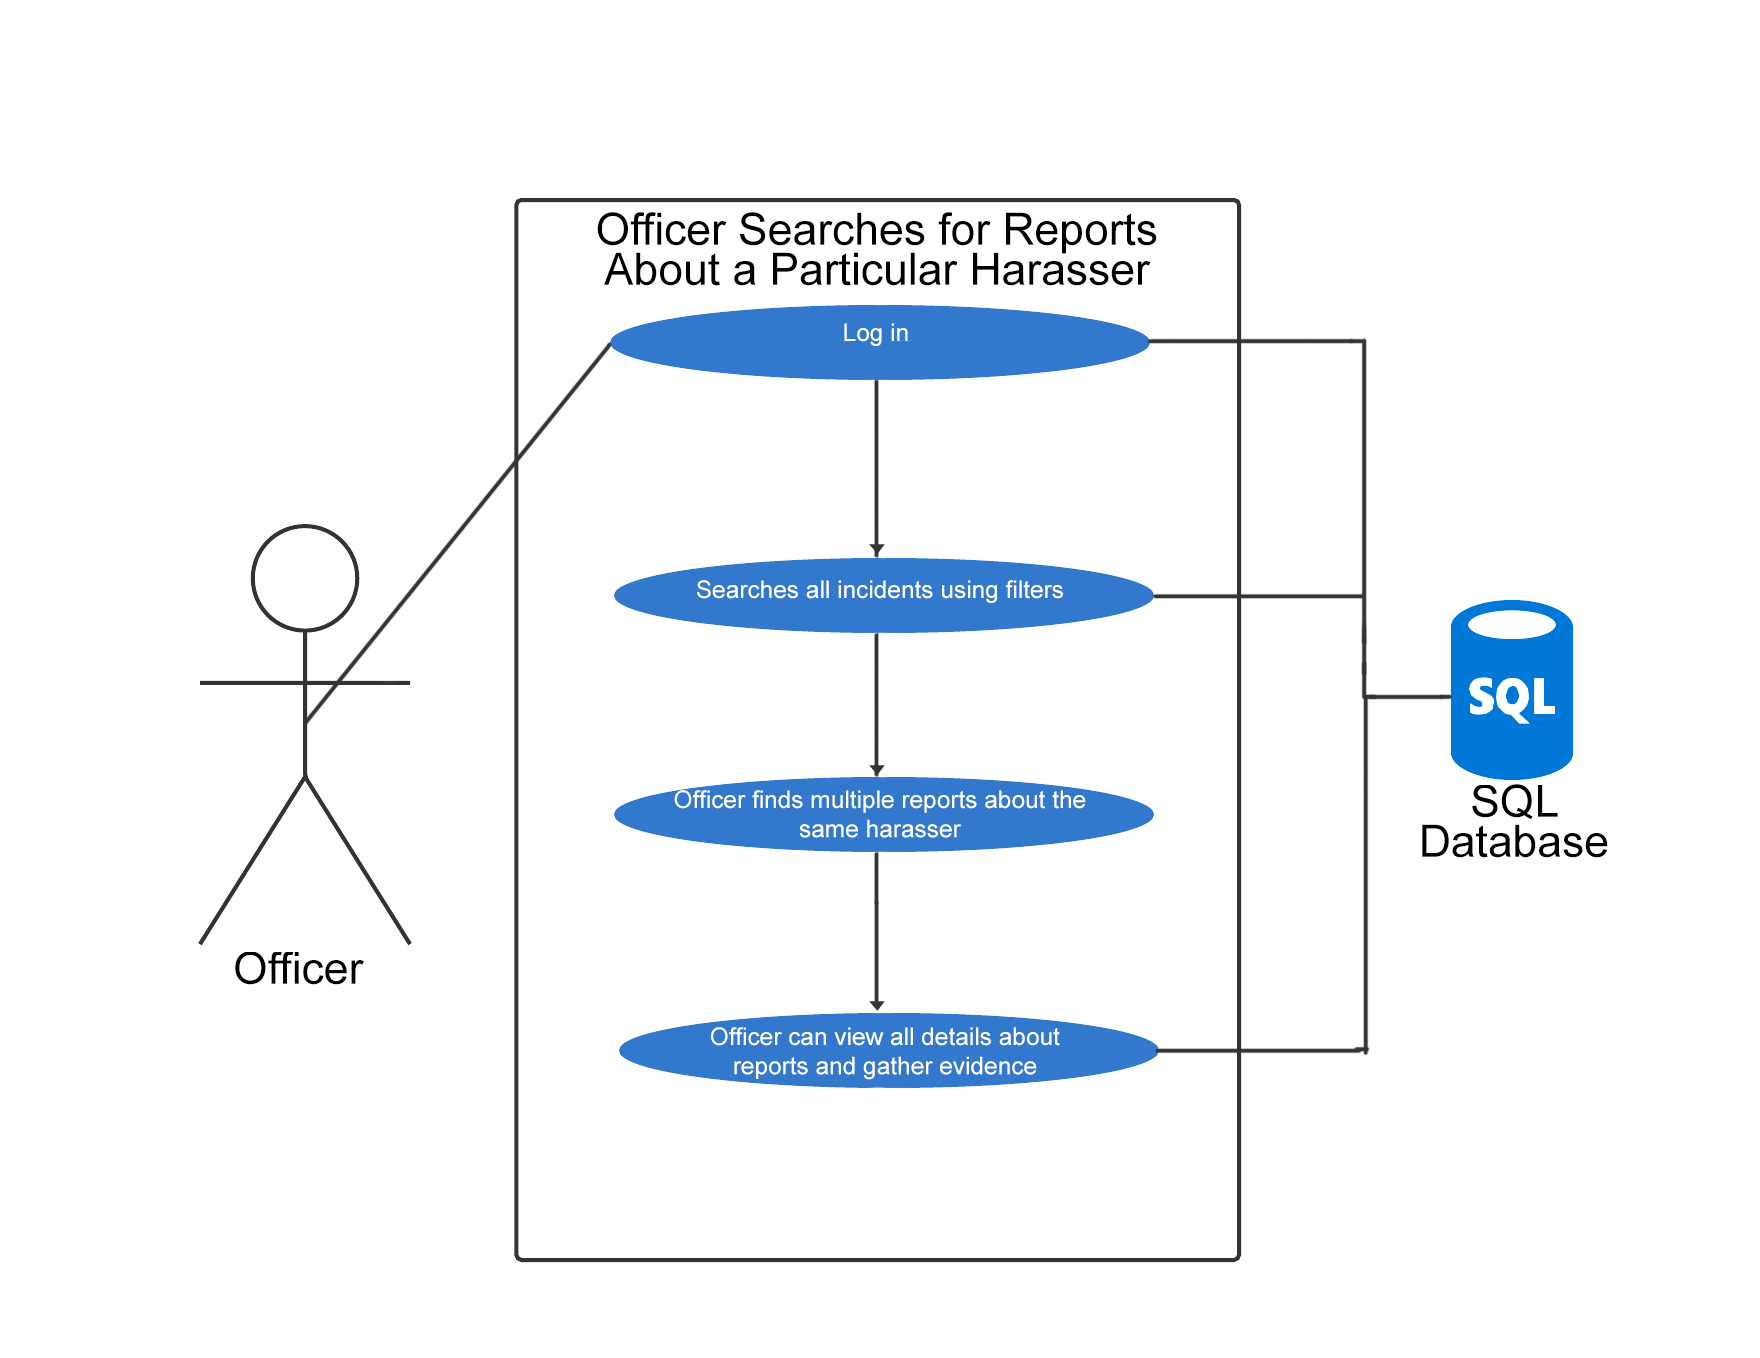 Officer Searches for Reports
About a Particular Harasser
Log in
Searches all incidents using filters
Officer finds multiple reports about the
same harasser
Officer can view all details about
reports and gather evidence
Officer
SQL
SQL
Database